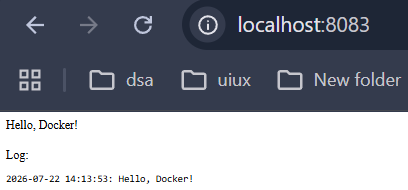 localhost:8083
dsa
uiux
New folder
Hello, Docker!
Log:
2026-07-22 14:13:53: Hello, Docker!